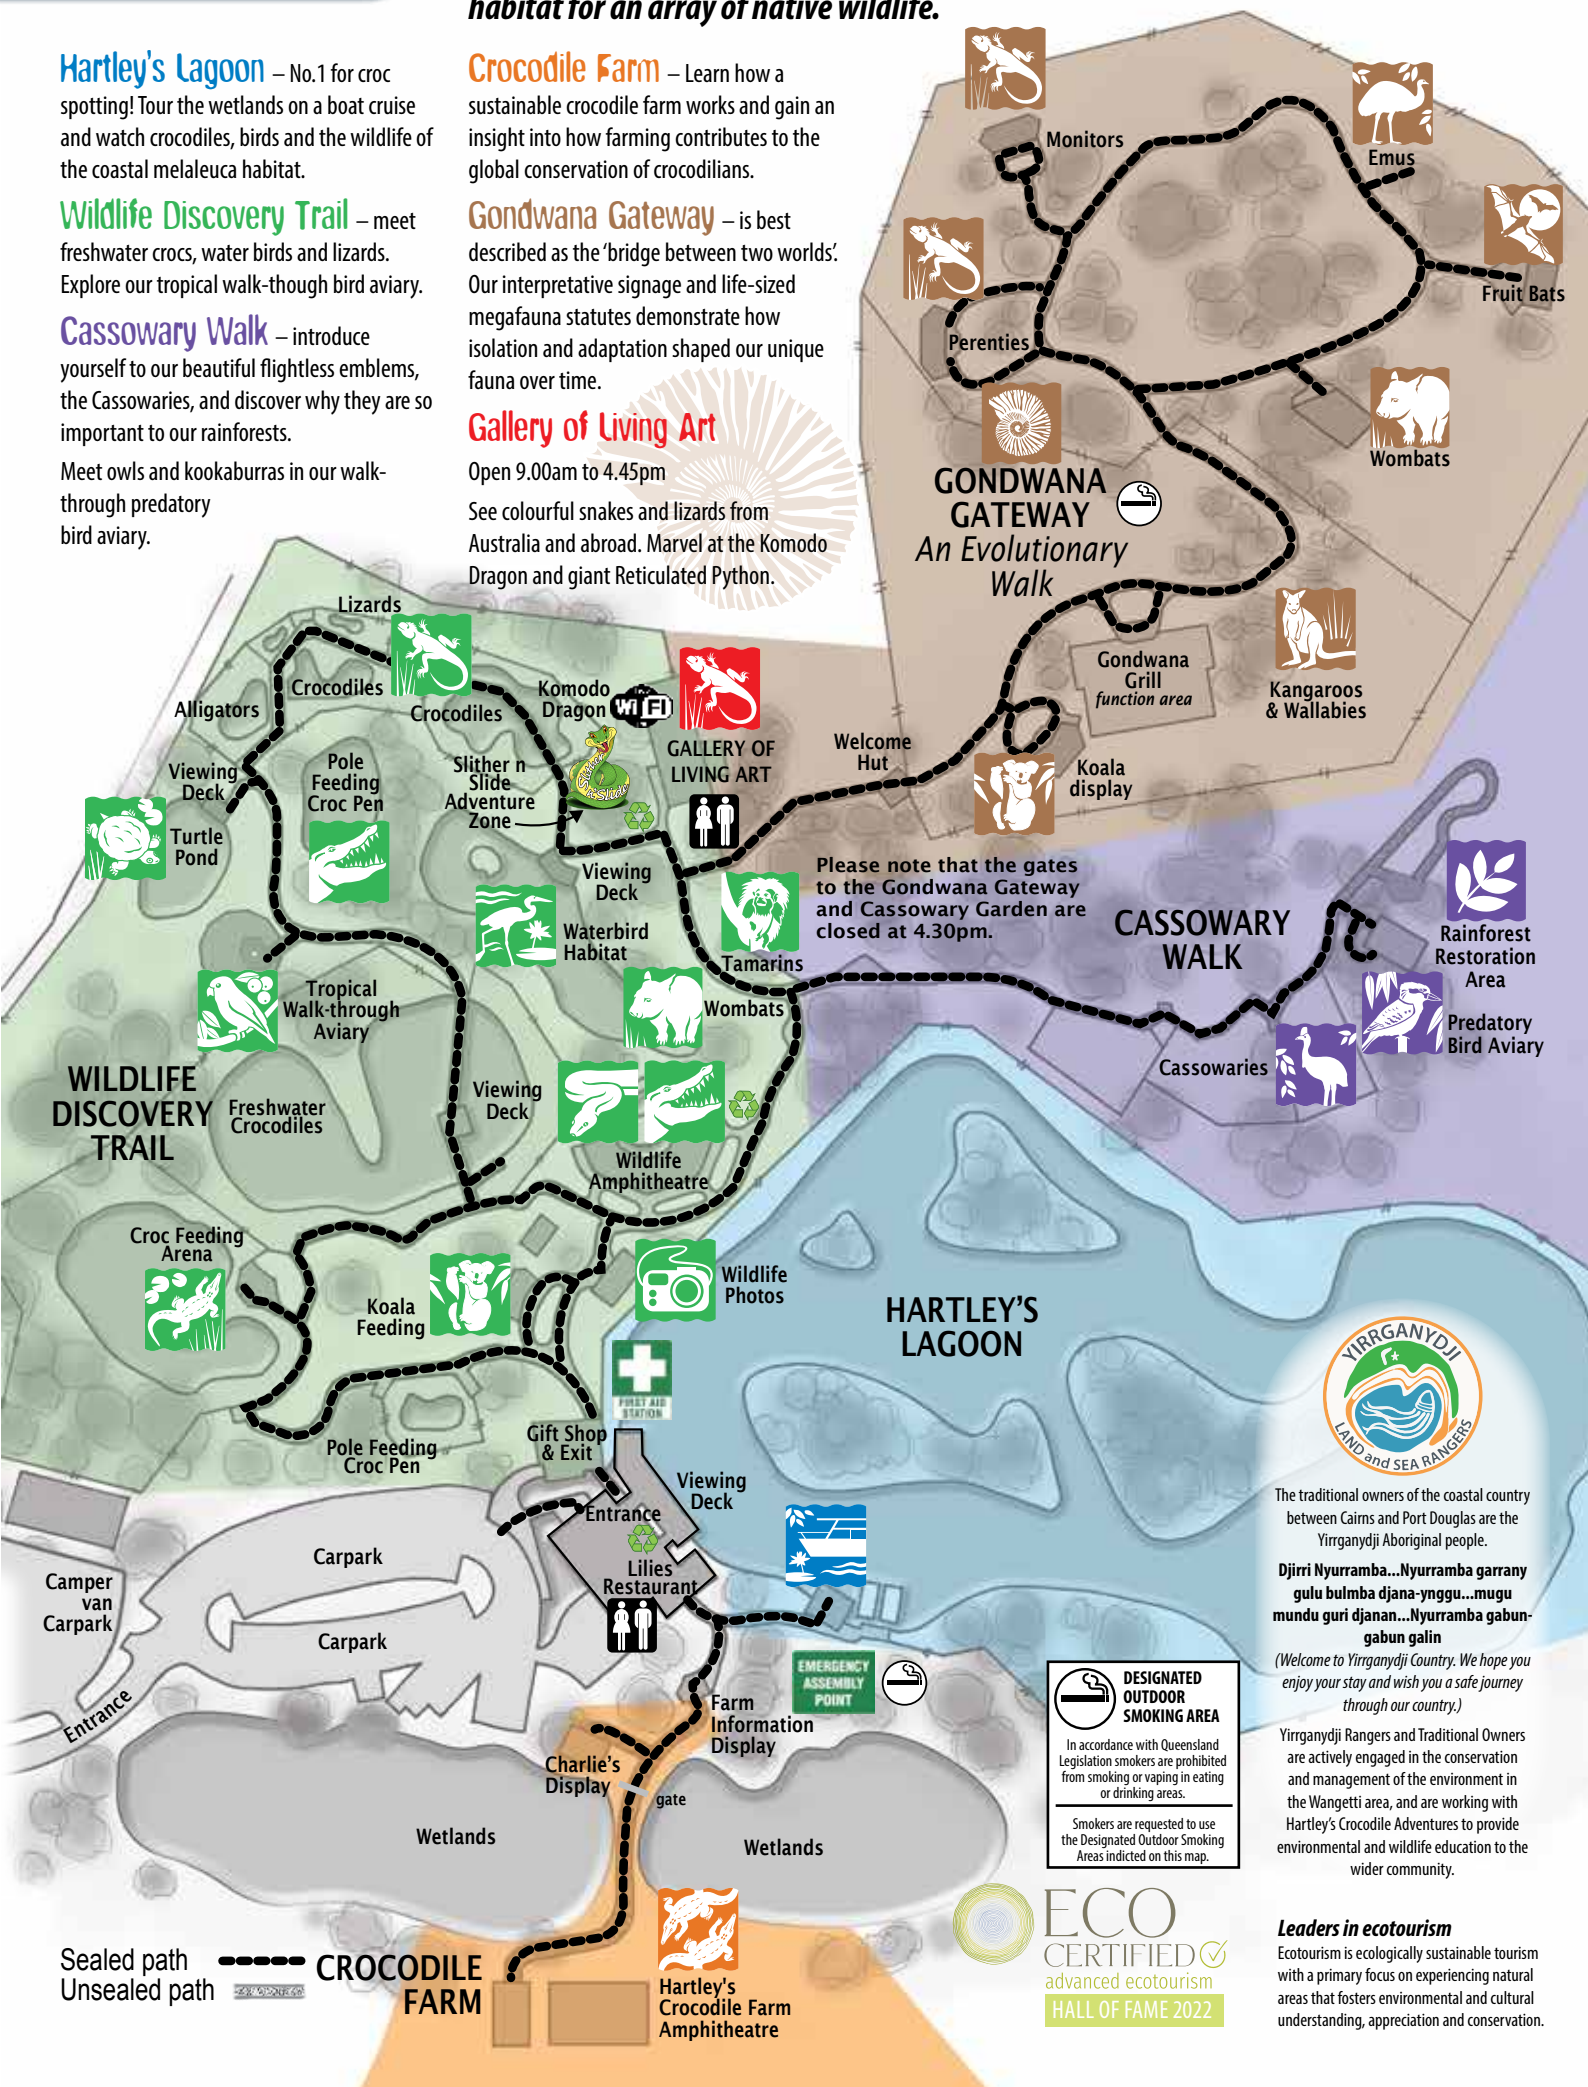 habitat for an array of native wildlife.
Hartley's Lagoon – No.1 for croc
spotting! Tour the wetlands on a boat cruise
and watch crocodiles, birds and the wildlife of
the coastal melaleuca habitat.
Wildlife Discovery Trail – meet
freshwater crocs, water birds and lizards.
Explore our tropical walk-though bird aviary.
Cassowary Walk – introduce
yourself to our beautiful flightless emblems,
the Cassowaries, and discover why they are so
important to our rainforests.
Meet owls and kookaburras in our walk-
through predatory
bird aviary.
Crocodile Farm – Learn how a
sustainable crocodile farm works and gain an
insight into how farming contributes to the
global conservation of crocodilians.
Gondwana Gateway – is best
described as the 'bridge between two worlds'.
Our interpretative signage and life-sized
megafauna statutes demonstrate how
isolation and adaptation shaped our unique
fauna over time.
Gallery of Living Art
Open 9.00am to 4.45pm
See colourful snakes and lizards from
Australia and abroad. Marvel at the Komodo
Dragon and giant Reticulated Python.
Monitors
Emus
Fruit Bats
Perenties
Wombats
GONDWANA
GATEWAY
An Evolutionary
Walk
Gondwana
Grill
function area
Kangaroos
& Wallabies
Welcome
Hut
Koala
display
Lizards
Crocodiles
Crocodiles
Alligators
Komodo
Dragon
Wi FI
GALLERY OF
LIVING ART
Viewing
Deck
Pole
Feeding
Croc Pen
Slither n
Slide
Adventure
Zone
Slither
n Slide
Turtle
Pond
Viewing
Deck
Waterbird
Habitat
Tamarins
Please note that the gates
to the Gondwana Gateway
and Cassowary Garden are
closed at 4.30pm.
CASSOWARY
WALK
Rainforest
Restoration
Area
Predatory
Bird Aviary
Cassowaries
Tropical
Walk-through
Aviary
Wombats
WILDLIFE
DISCOVERY
TRAIL
Freshwater
Crocodiles
Viewing
Deck
Wildlife
Amphitheatre
Croc Feeding
Arena
Koala
Feeding
Wildlife
Photos
HARTLEY'S
LAGOON
FIRST AID
STATION
Pole Feeding
Croc Pen
Gift Shop
& Exit
Viewing
Deck
Entrance
Lilies
Restaurant
Carpark
Carpark
Camper
van
Carpark
Entrance
EMERGENCY
ASSEMBLY
POINT
Farm
Information
Display
Charlie's
Display
gate
Wetlands
Wetlands
Sealed path
Unsealed path
CROCODILE
FARM
Hartley's
Crocodile Farm
Amphitheatre
DESIGNATED
OUTDOOR
SMOKING AREA
In accordance with Queensland
Legislation smokers are prohibited
from smoking or vaping in eating
or drinking areas.
Smokers are requested to use
the Designated Outdoor Smoking
Areas indicted on this map.
ECO
CERTIFIED
advanced ecotourism
HALL OF FAME 2022
YIRRGANYDJI
LAND and SEA RANGERS
The traditional owners of the coastal country
between Cairns and Port Douglas are the
Yirrganydji Aboriginal people.
Djirri Nyurramba...Nyurramba garrany
gulu bulmba djana-ynggu...mugu
mundu guri djanan...Nyurramba gabun-
gabun galin
(Welcome to Yirrganydji Country. We hope you
enjoy your stay and wish you a safe journey
through our country.)
Yirrganydji Rangers and Traditional Owners
are actively engaged in the conservation
and management of the environment in
the Wangetti area, and are working with
Hartley's Crocodile Adventures to provide
environmental and wildlife education to the
wider community.
Leaders in ecotourism
Ecotourism is ecologically sustainable tourism
with a primary focus on experiencing natural
areas that fosters environmental and cultural
understanding, appreciation and conservation.